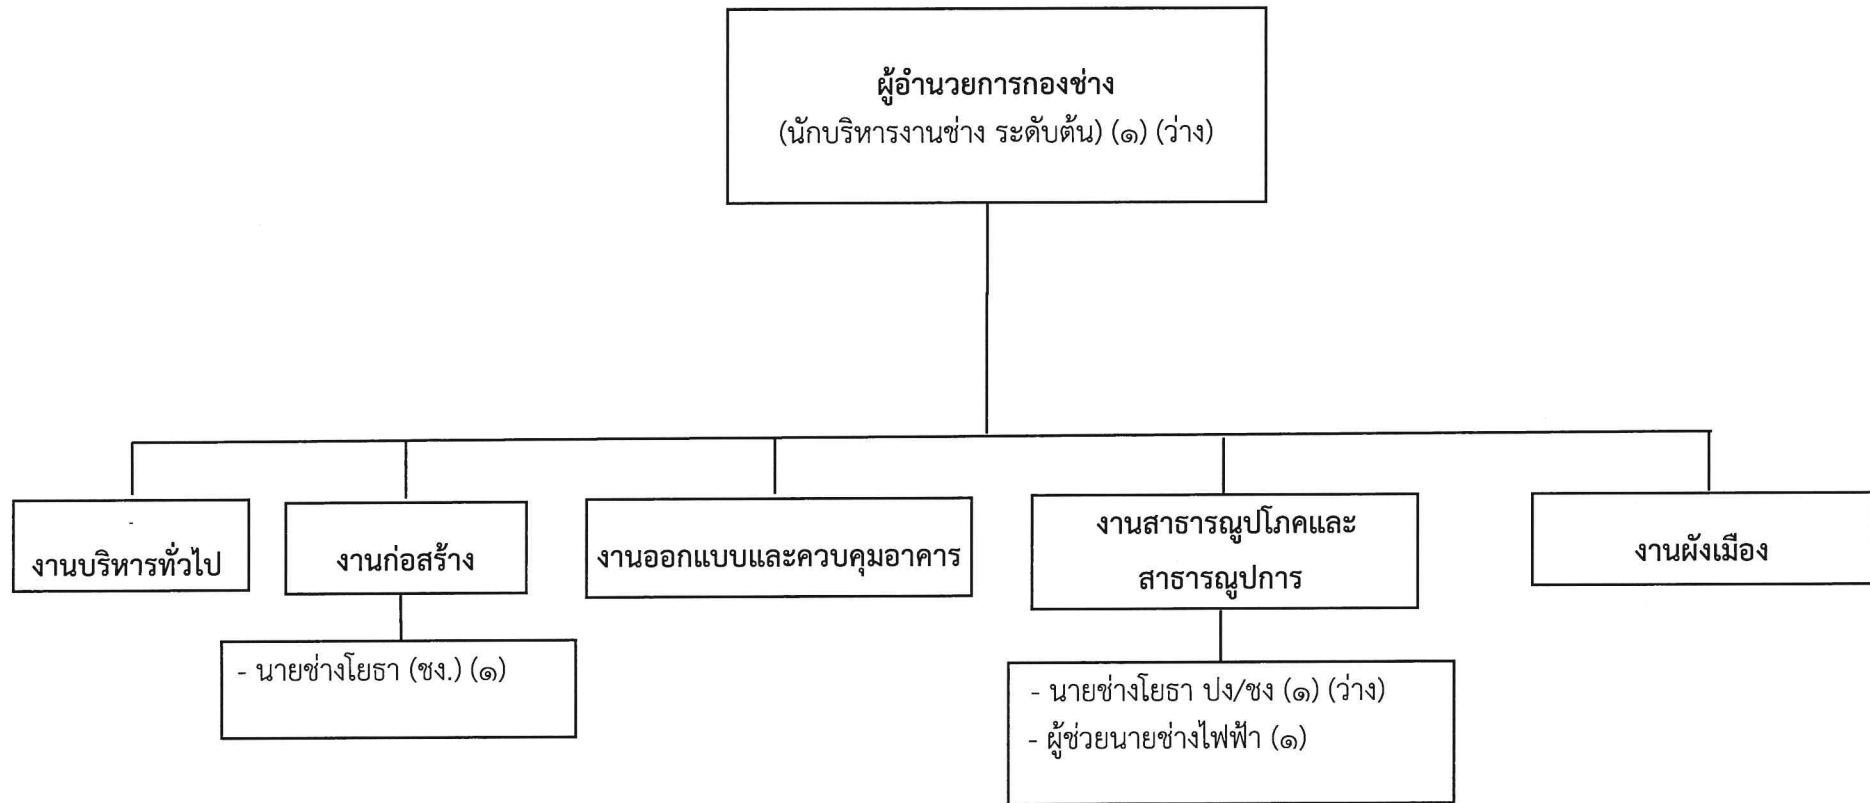 ผู้อำนวยการกองช่าง
(นักบริหารงานช่าง ระดับต้น) (๑) (ว่าง)
งานบริหารทั่วไป
งานก่อสร้าง
งานออกแบบและควบคุมอาคาร
งานสาธารณูปโภคและ
สาธารณูปการ
งานผังเมือง
- นายช่างโยธา (ชง.) (๑)
- นายช่างโยธา ปง/ชง (๑) (ว่าง)
- ผู้ช่วยนายช่างไฟฟ้า (๑)